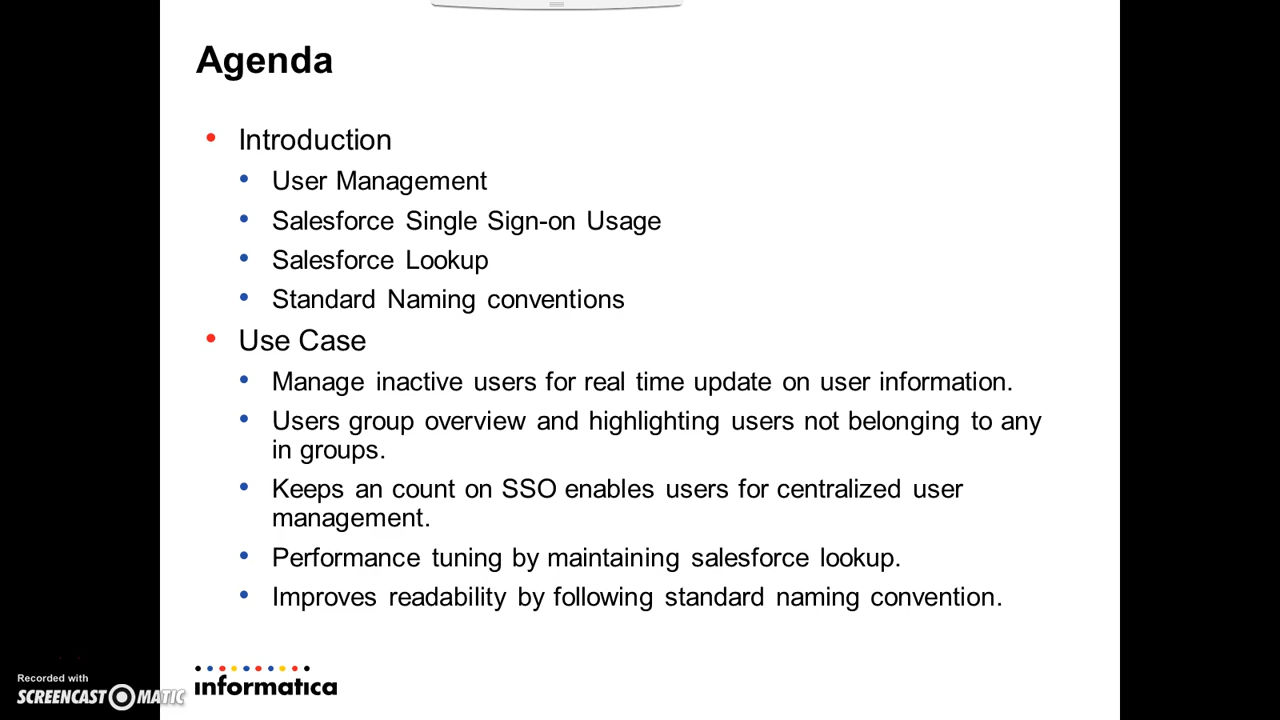 Agenda
Introduction
User Management
Salesforce Single Sign-on Usage
Salesforce Lookup
Standard Naming conventions
Use Case
Manage inactive users for real time update on user information.
Users group overview and highlighting users not belonging to any
in groups.
Keeps an count on SSO enables users for centralized user
management.
Performance tuning by maintaining salesforce lookup.
Improves readability by following standard naming convention.
informatica
Recorded with
SCREENCAST MATIC